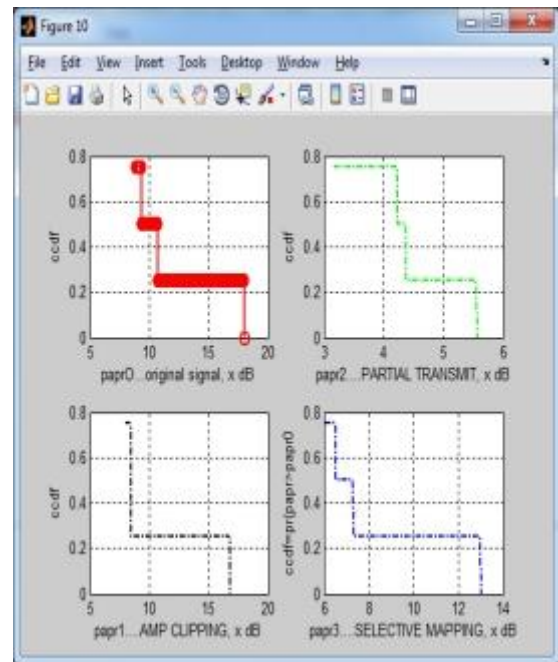 Figure 10
File Edit View Insert Tools Desktop Window Help
0.8
0.6
0.4
0.2
0
ccdf
5 10 15 20
papr0...original signal, x dB
0.8
0.6
0.4
0.2
0
ccdf
3 4 5 6
papr2...PARTIAL TRANSMIT, x dB
0.8
0.6
0.4
0.2
0
ccdf
5 10 15 20
papr1...AMP CLIPPING, x dB
0.8
0.6
0.4
0.2
0
ccdf=pr(papr>papr0
6 8 10 12 14
papr3...SELECTIVE MAPPING, x dB